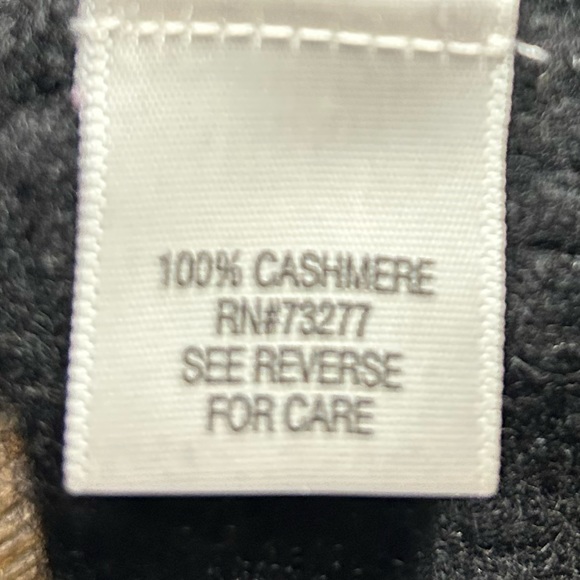 100% CASHMERE
RN#73277
SEE REVERSE
FOR CARE